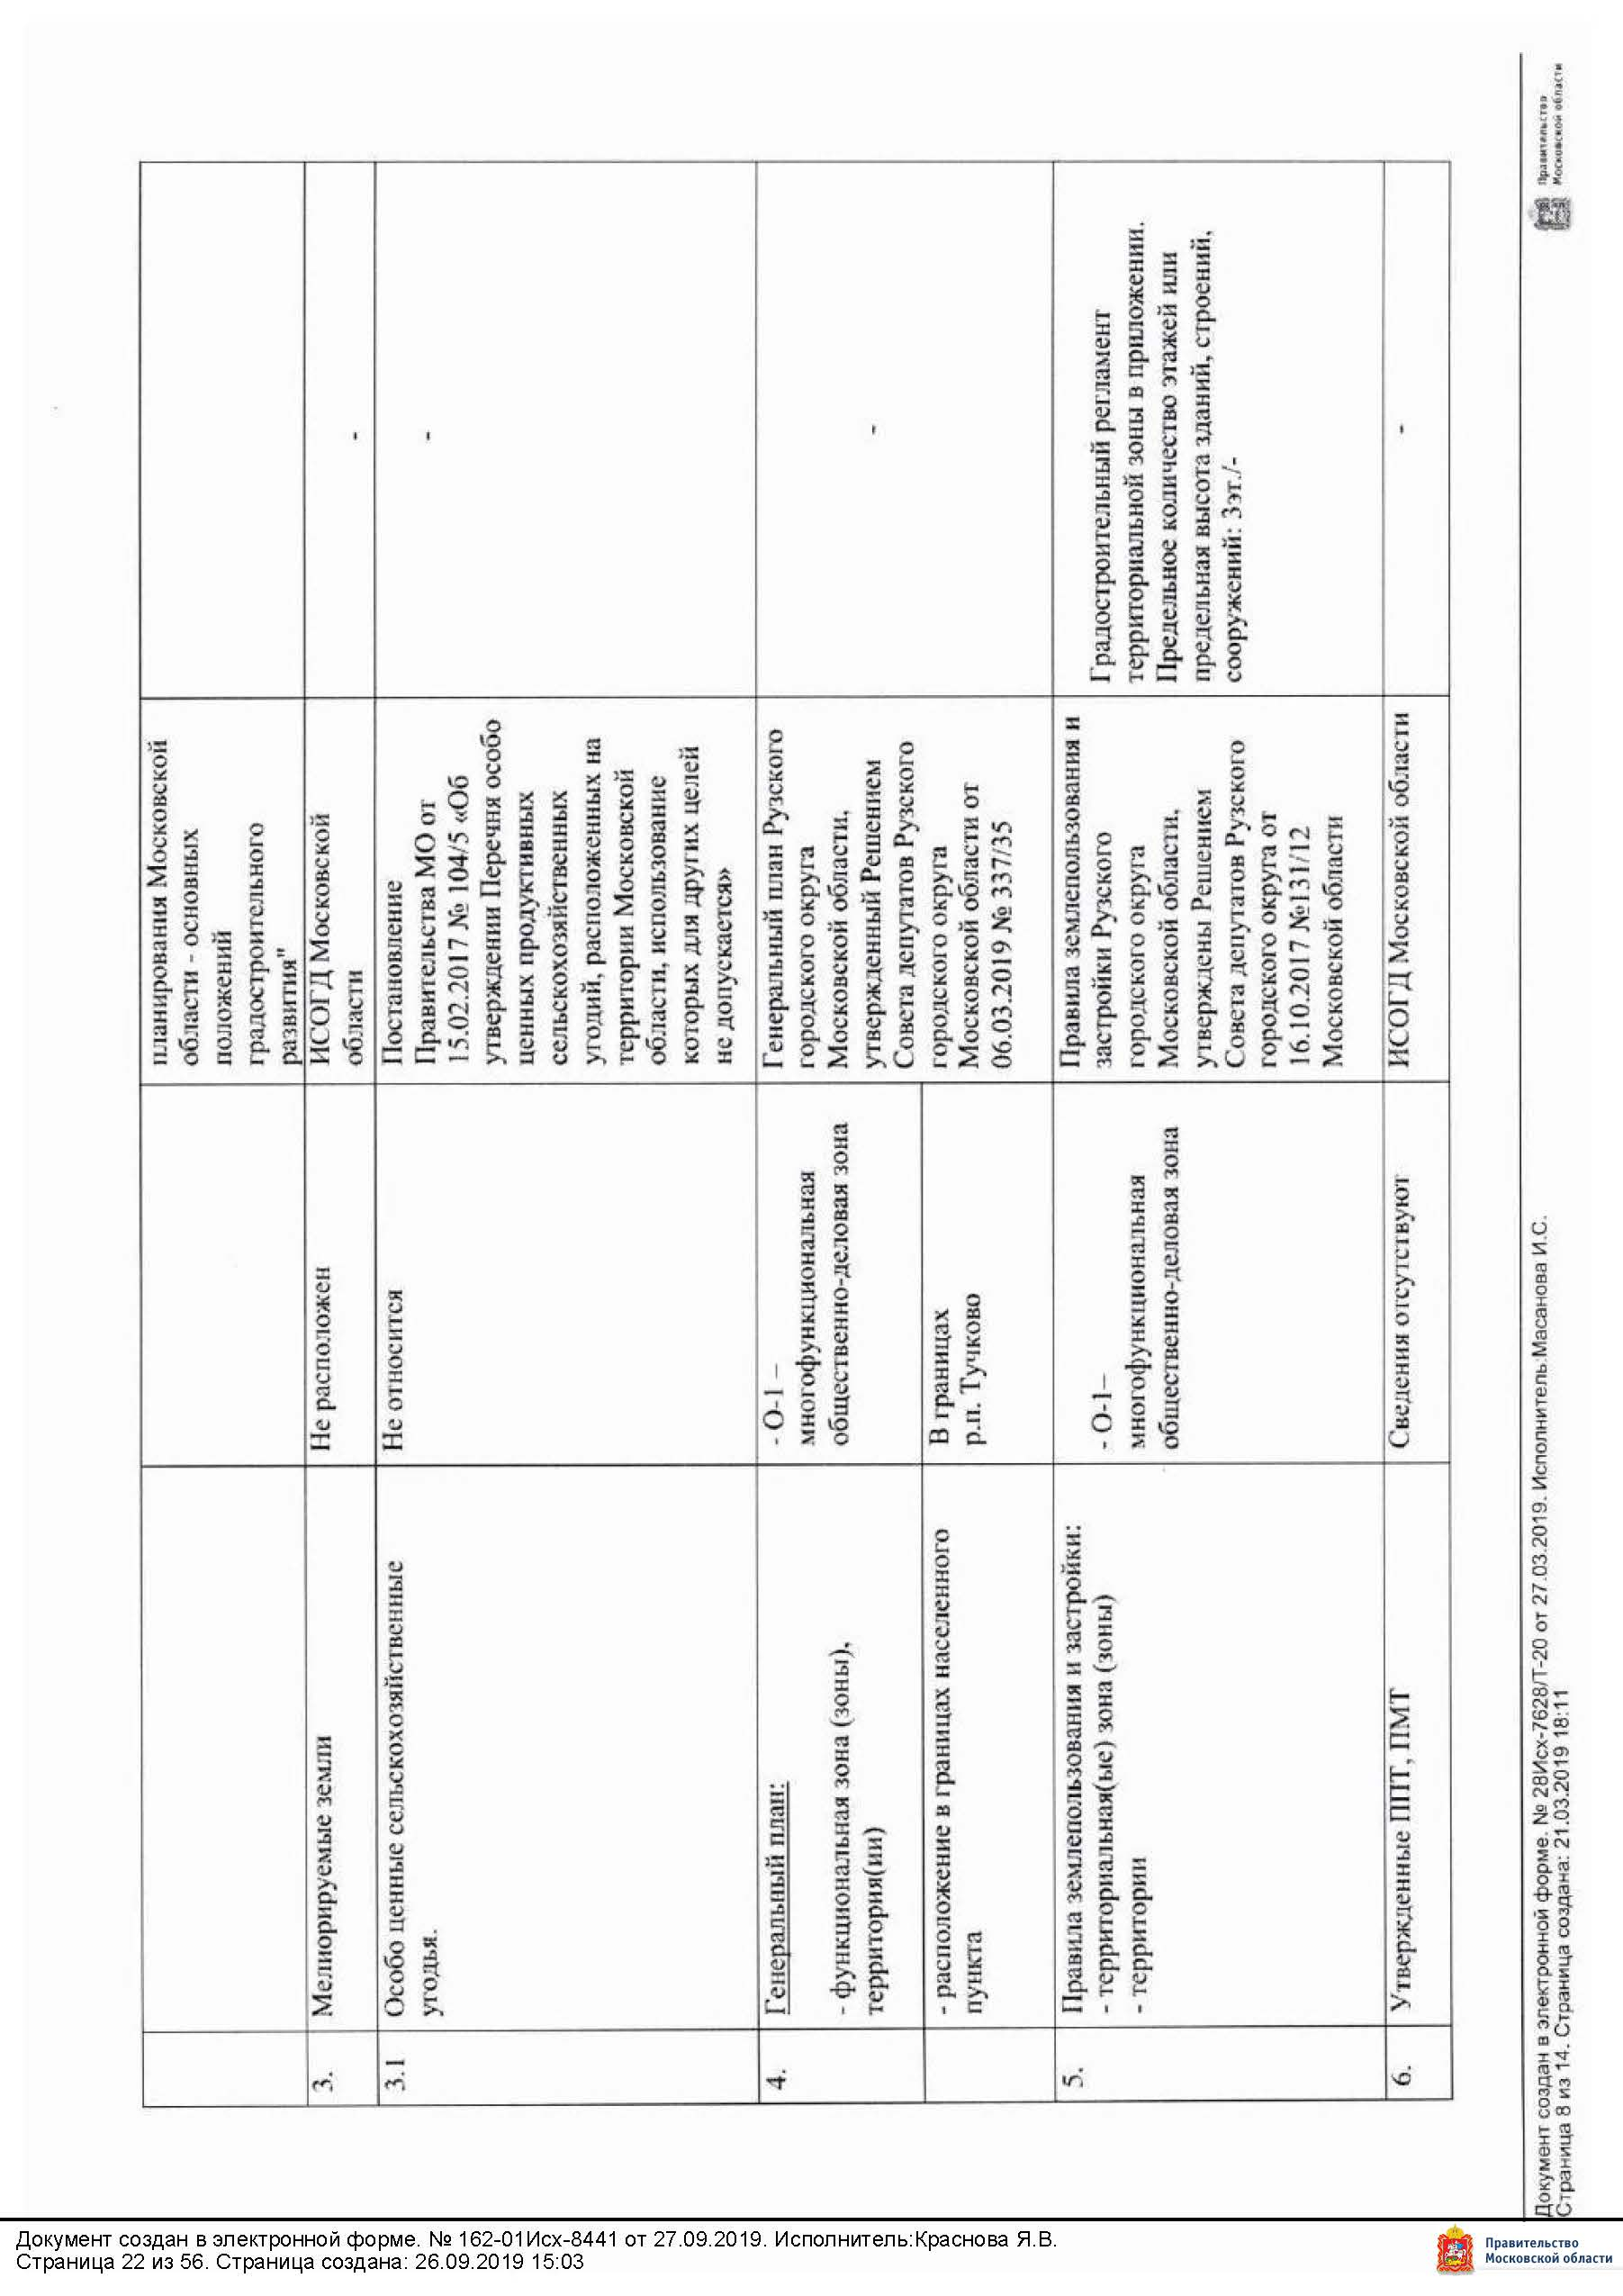 планирования Московской
области - основных
положений
градостроительного
развития"
3.
Мелиорируемые земли
Не расположен
ИСОГД Московской
области
-
3.1
Особо ценные сельскохозяйственные
угодья.
Не относится
Постановление
Правительства МО от
15.02.2017 № 104/5 «Об
утверждении Перечня особо
ценных продуктивных
сельскохозяйственных
угодий, расположенных на
территории Московской
области, использование
которых для других целей
не допускается»
-
4.
Генеральный план:
- функциональная зона (зоны),
территория(ии)
- О-1 –
многофункциональная
общественно-деловая зона
Генеральный план Рузского
городского округа
Московской области,
утвержденный Решением
Совета депутатов Рузского
городского округа
Московской области от
06.03.2019 № 337/35
-
- расположение в границах населенного
пункта
В границах
р.п. Тучково
5.
Правила землепользования и застройки:
- территориальная(ые) зона (зоны)
- территории
- О-1–
многофункциональная
общественно-деловая зона
Правила землепользования и
застройки Рузского
городского округа
Московской области,
утверждены Решением
Совета депутатов Рузского
городского округа от
16.10.2017 №131/12
Московской области
Градостроительный регламент
территориальной зоны в приложении.
Предельное количество этажей или
предельная высота зданий, строений,
сооружений: 3эт./-
6.
Утвержденные ППТ, ПМТ
Сведения отсутствуют
ИСОГД Московской области
-
Документ создан в электронной форме. № 28Исх-7628/Т-20 от 27.03.2019. Исполнитель:Масанова И.С.
Страница 8 из 14. Страница создана: 21.03.2019 18:11
Правительство
Московской области
Документ создан в электронной форме. № 162-01Исх-8441 от 27.09.2019. Исполнитель:Краснова Я.В.
Страница 22 из 56. Страница создана: 26.09.2019 15:03
Правительство
Московской области